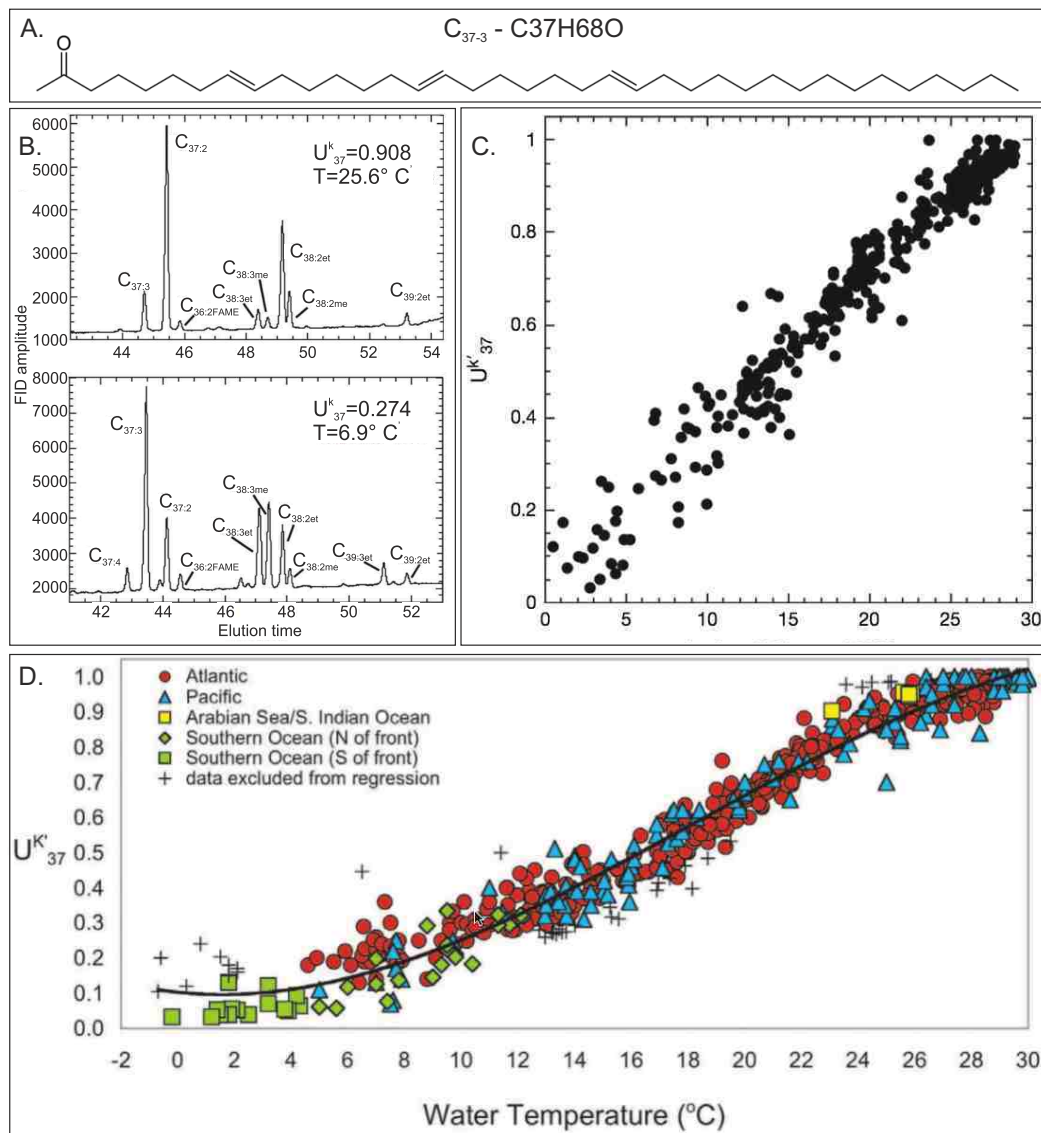 A.
C37-3 - C37H68O
O
B.
6000
5000
4000
3000
2000
1000
C37:2
Uk37=0.908
T=25.6° C
C37:3
C36:2FAME
C38:3et
C38:3me
C38:2et
C38:2me
C39:2et
44 46 48 50 52 54
FID amplitude
8000
7000
6000
5000
4000
3000
2000
C37:3
Uk37=0.274
T=6.9° C
C37:4
C37:2
C36:2FAME
C38:3et
C38:3me
C38:2et
C38:2me
C39:3et
C39:2et
42 44 46 48 50 52
Elution time
C.
1
0.8
0.6
0.4
0.2
0
Uk'37
0 5 10 15 20 25 30
D.
Atlantic
Pacific
Arabian Sea/S. Indian Ocean
Southern Ocean (N of front)
Southern Ocean (S of front)
data excluded from regression
1.0
0.9
0.8
0.7
0.6
0.5
0.4
0.3
0.2
0.1
0.0
UK'37
-2 0 2 4 6 8 10 12 14 16 18 20 22 24 26 28 30
Water Temperature (oC)